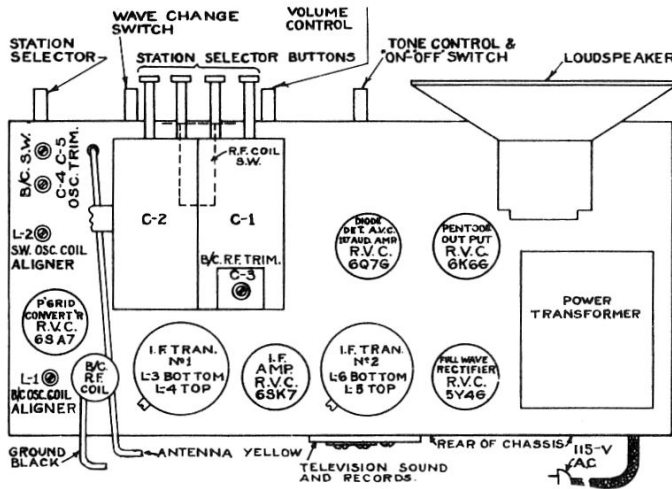 WAVE CHANGE
SWITCH
VOLUME
CONTROL
STATION
SELECTOR
STATION SELECTOR BUTTONS
TONE CONTROL &
ON-OFF SWITCH
LOUDSPEAKER
B/C S.W.
C-4 C-5
OSC. TRIM.
R.F. COIL
S.W.
C-2
C-1
L-2
S.W. OSC. COIL
ALIGNER
B/C. R.F. TRIM.
C-3
DIODE
DET. A.V.C.
1ST AUD. AMP.
R.V.C.
6Q7G
PENTODE
OUT PUT
R.V.C.
6K6G
POWER
TRANSFORMER
P'GRID
CONVERT'R
R.V.C.
6SA7
L-1
B/C OSC. COIL
ALIGNER
B/C.
R.F.
COIL
I.F. TRAN.
Nº1
L-3 BOTTOM
L-4 TOP
I.F.
AMP.
R.V.C.
6SK7
I.F. TRAN.
Nº2
L-6 BOTTOM
L-5 TOP
FULL WAVE
RECTIFIER
R.V.C.
5Y4G
GROUND
BLACK
ANTENNA YELLOW
TELEVISION SOUND
AND RECORDS.
REAR OF CHASSIS
115-V
A.C